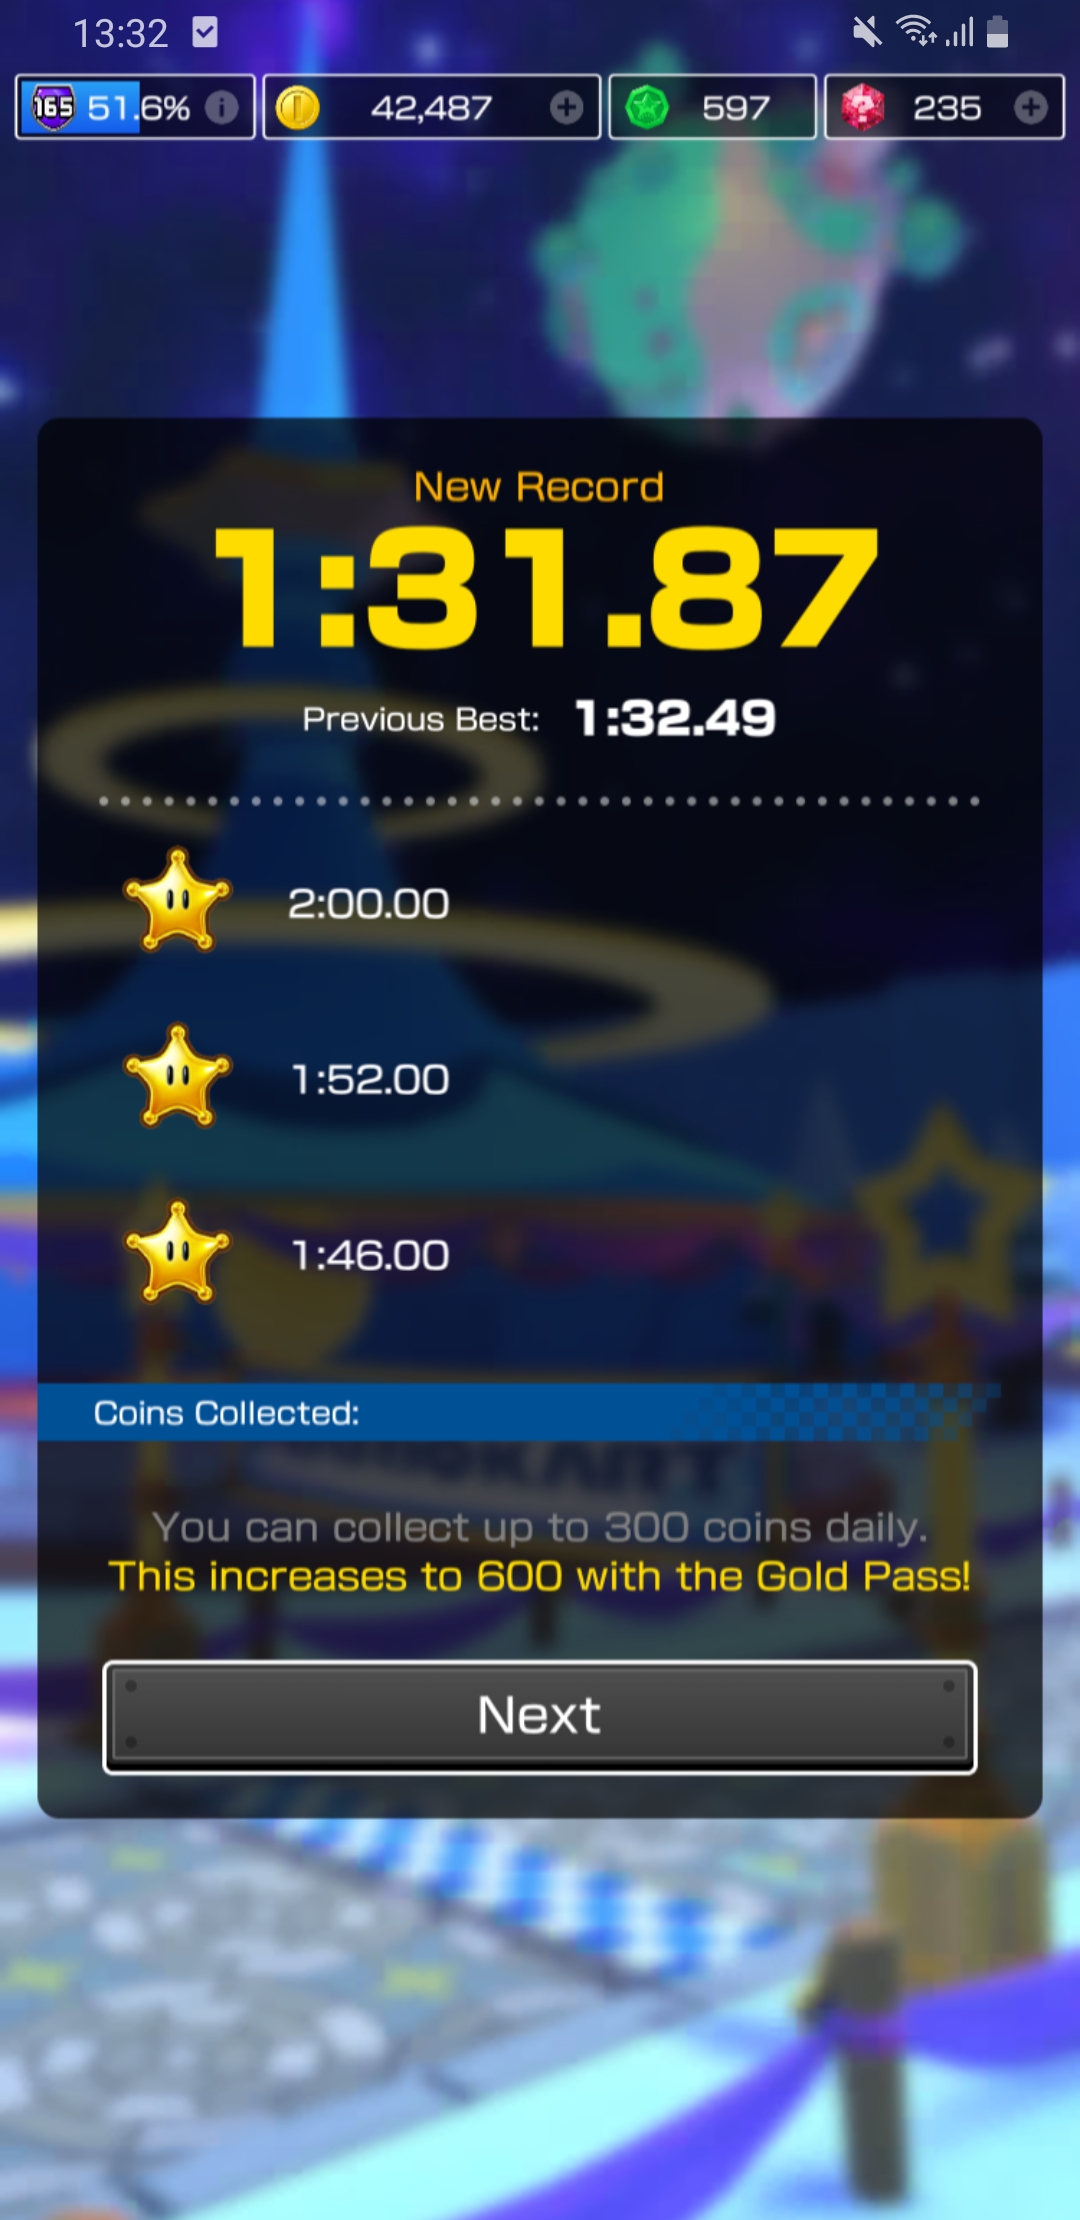 13:32
165 51.6% 42,487 597 235
New Record
1:31.87
Previous Best: 1:32.49
2:00.00
1:52.00
1:46.00
Coins Collected:
You can collect up to 300 coins daily.
This increases to 600 with the Gold Pass!
Next